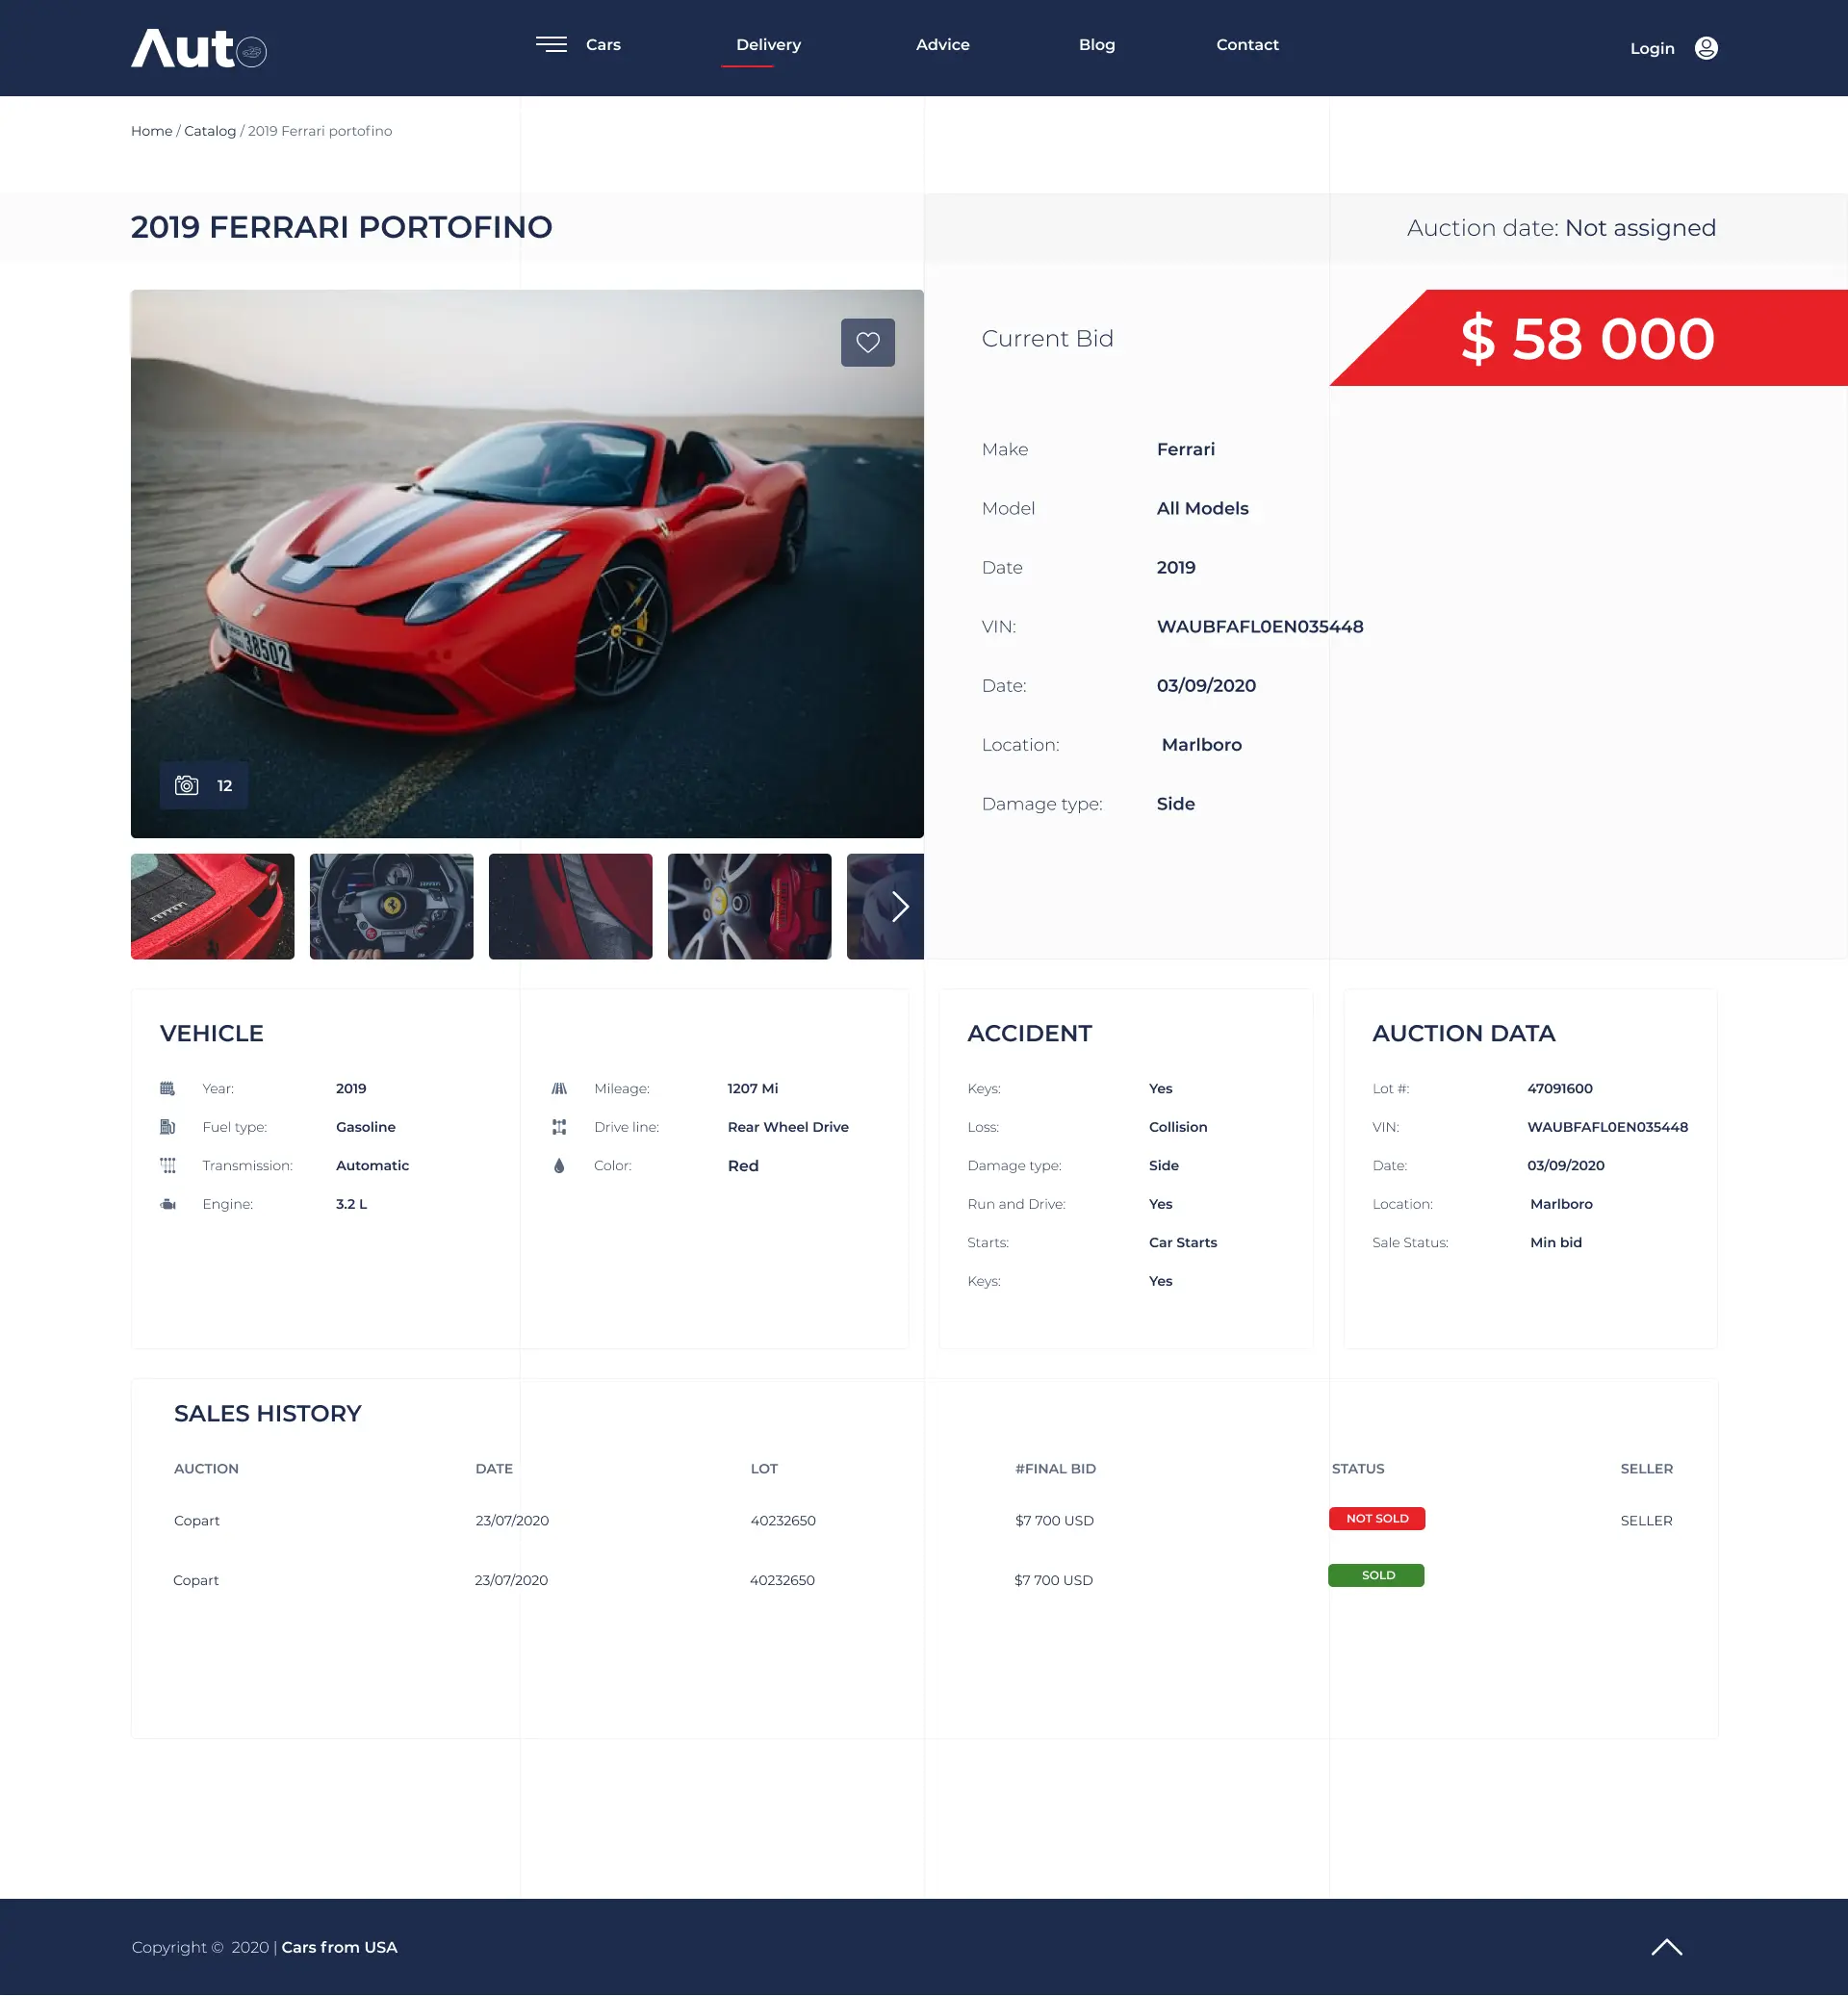 Auto
Cars Delivery Advice Blog Contact
Login
Home / Catalog / 2019 Ferrari portofino
2019 FERRARI PORTOFINO
Auction date: Not assigned
38502
12
Current Bid
$ 58 000
Make Ferrari
Model All Models
Date 2019
VIN: WAUBFAFL0EN035448
Date: 03/09/2020
Location: Marlboro
Damage type: Side
VEHICLE
Year: 2019
Fuel type: Gasoline
Transmission: Automatic
Engine: 3.2 L
Mileage: 1207 Mi
Drive line: Rear Wheel Drive
Color: Red
ACCIDENT
Keys: Yes
Loss: Collision
Damage type: Side
Run and Drive: Yes
Starts: Car Starts
Keys: Yes
AUCTION DATA
Lot #: 47091600
VIN: WAUBFAFL0EN035448
Date: 03/09/2020
Location: Marlboro
Sale Status: Min bid
SALES HISTORY
AUCTION DATE LOT #FINAL BID STATUS SELLER
Copart 23/07/2020 40232650 $7 700 USD NOT SOLD SELLER
Copart 23/07/2020 40232650 $7 700 USD SOLD
Copyright © 2020 | Cars from USA